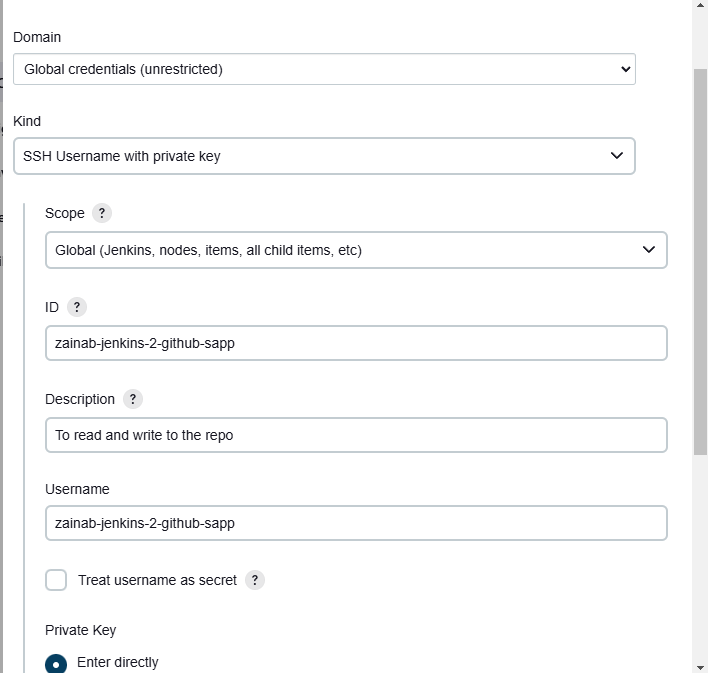 Domain
Global credentials (unrestricted)
Kind
SSH Username with private key
Scope ?
Global (Jenkins, nodes, items, all child items, etc)
ID ?
zainab-jenkins-2-github-sapp
Description ?
To read and write to the repo
Username
zainab-jenkins-2-github-sapp
Treat username as secret ?
Private Key
Enter directly